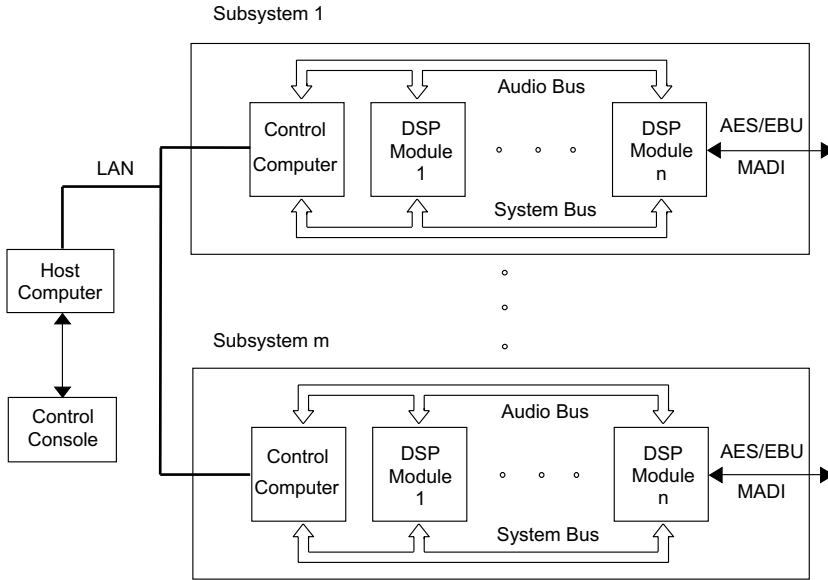 Subsystem 1
Audio Bus
Control
Computer
DSP
Module
1
DSP
Module
n
AES/EBU
MADI
System Bus
LAN
Host
Computer
Control
Console
Subsystem m
Audio Bus
Control
Computer
DSP
Module
1
DSP
Module
n
AES/EBU
MADI
System Bus